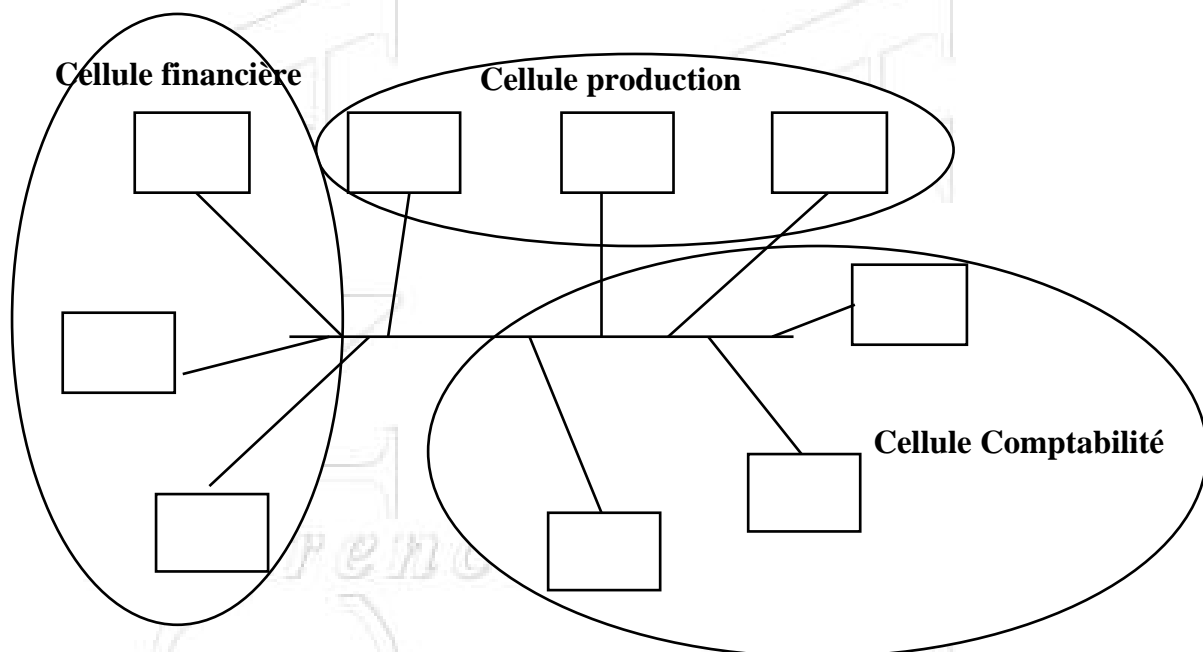 Cellule financière
Cellule production
Cellule Comptabilité